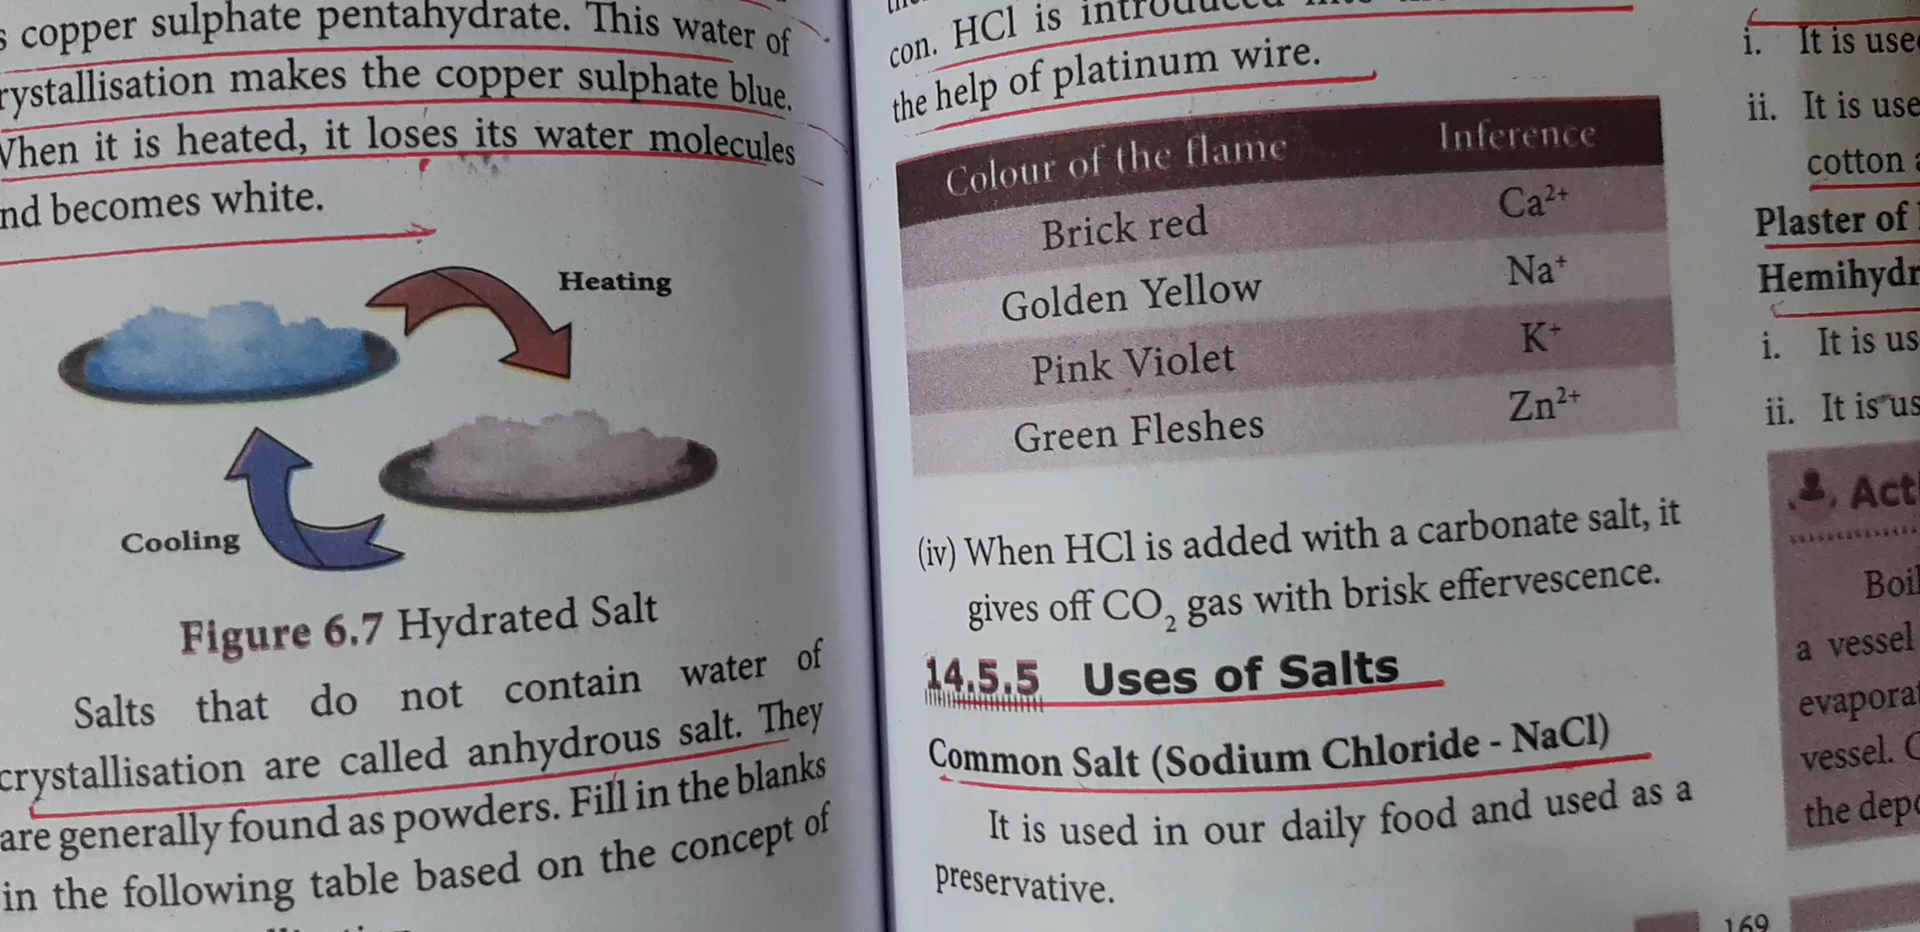 copper sulphate pentahydrate. This water of
rystallisation makes the copper sulphate blue.
When it is heated, it loses its water molecules
nd becomes white.
Heating
Cooling
Figure 6.7 Hydrated Salt
Salts that do not contain water of
crystallisation are called anhydrous salt. They
are generally found as powders. Fill in the blanks
in the following table based on the concept of
con. HCl is introduced
the help of platinum wire.
Colour of the flame Inference
Brick red Ca²⁺
Golden Yellow Na⁺
Pink Violet K⁺
Green Fleshes Zn²⁺
(iv) When HCl is added with a carbonate salt, it
gives off CO₂ gas with brisk effervescence.
14.5.5 Uses of Salts
Common Salt (Sodium Chloride - NaCl)
It is used in our daily food and used as a
preservative.
169
i. It is use
ii. It is use
cotton a
Plaster of
Hemihydr
i. It is us
ii. It is us
Act
Boil
a vessel
evapora
vessel.
the depo